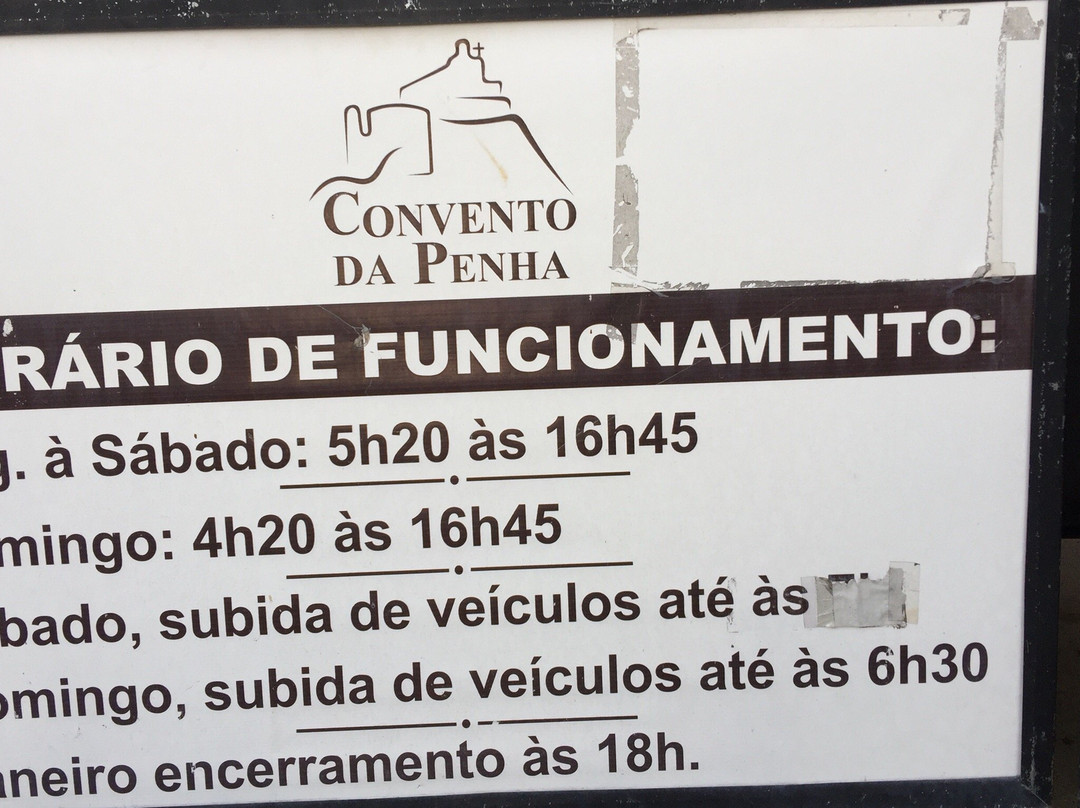 CONVENTO
DA PENHA
RÁRIO DE FUNCIONAMENTO:
g. à Sábado: 5h20 às 16h45
mingo: 4h20 às 16h45
bado, subida de veículos até às
omingo, subida de veículos até às 6h30
aneiro encerramento às 18h.